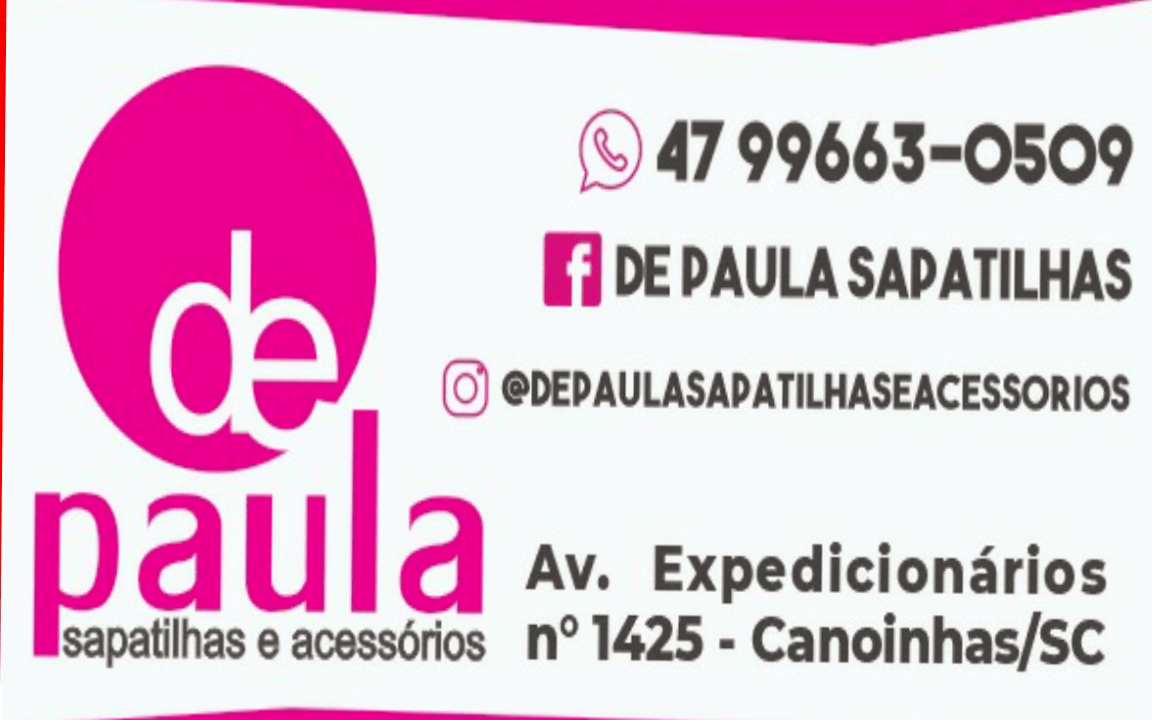 de
paula
sapatilhas e acessórios
47 99663-0509
DE PAULA SAPATILHAS
@DEPAULASAPATILHASEACESSORIOS
Av. Expedicionários
nº 1425 - Canoinhas/SC